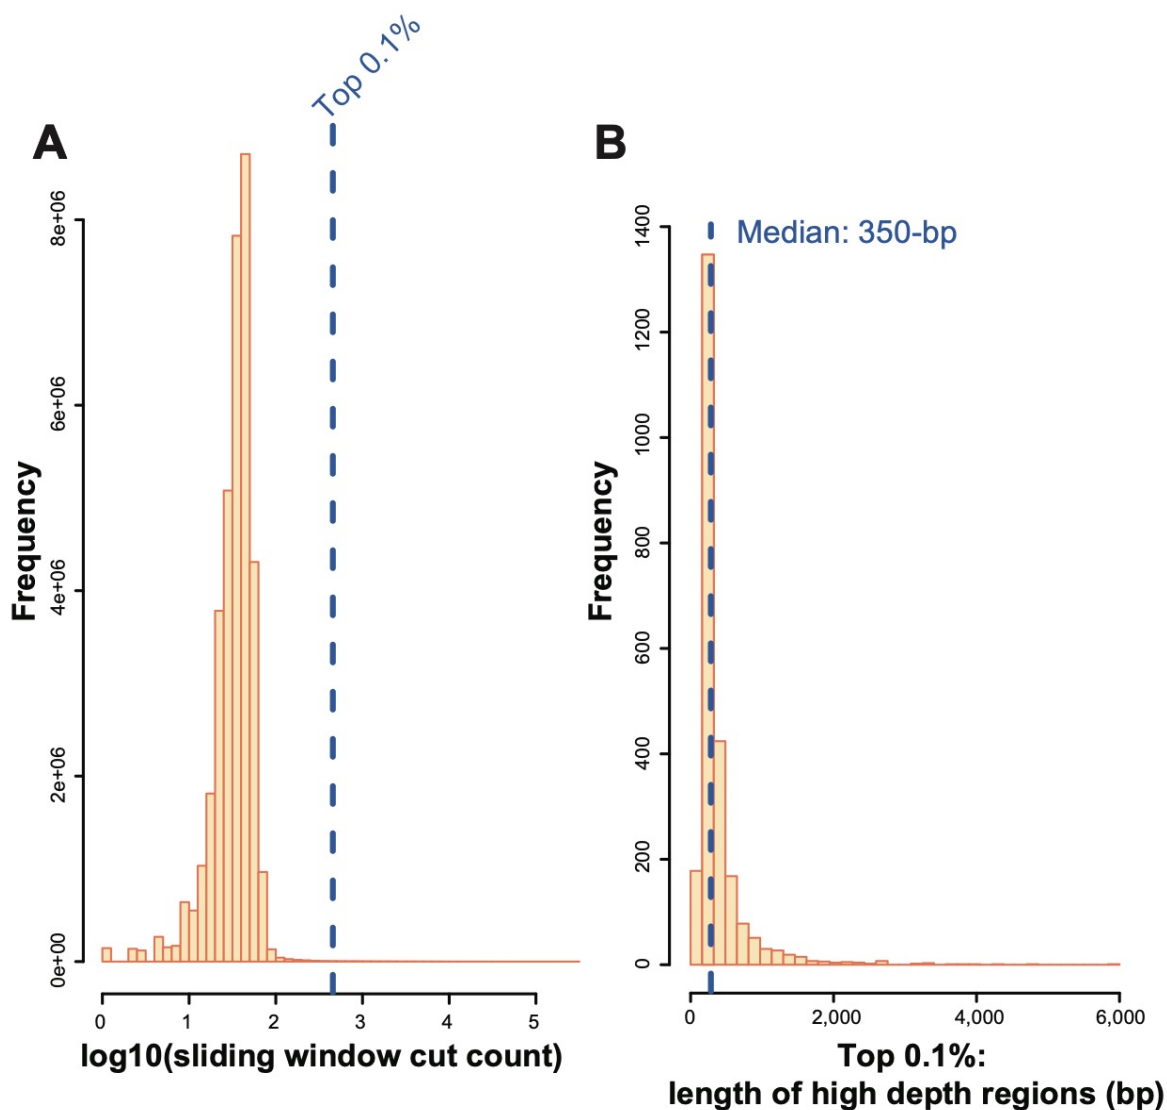 A
Top 0.1%
Frequency
8e+06
6e+06
4e+06
2e+06
0e+00
0 1 2 3 4 5
log10(sliding window cut count)
B
Median: 350-bp
Frequency
1400
1200
1000
800
600
400
200
0
0 2,000 4,000 6,000
Top 0.1%:
length of high depth regions (bp)